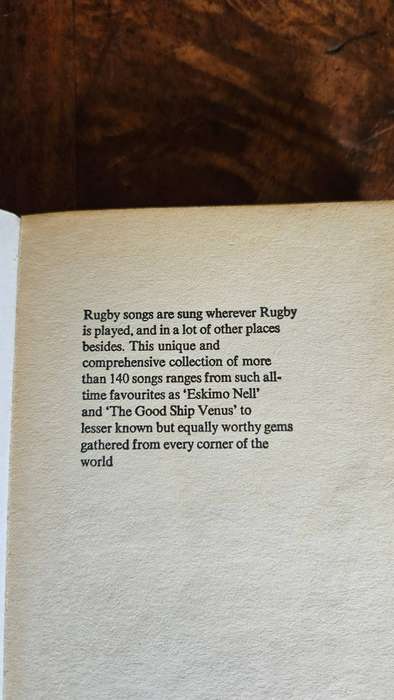 Rugby songs are sung wherever Rugby
is played, and in a lot of other places
besides. This unique and
comprehensive collection of more
than 140 songs ranges from such all-
time favourites as ‘Eskimo Nell’
and ‘The Good Ship Venus’ to
lesser known but equally worthy gems
gathered from every corner of the
world